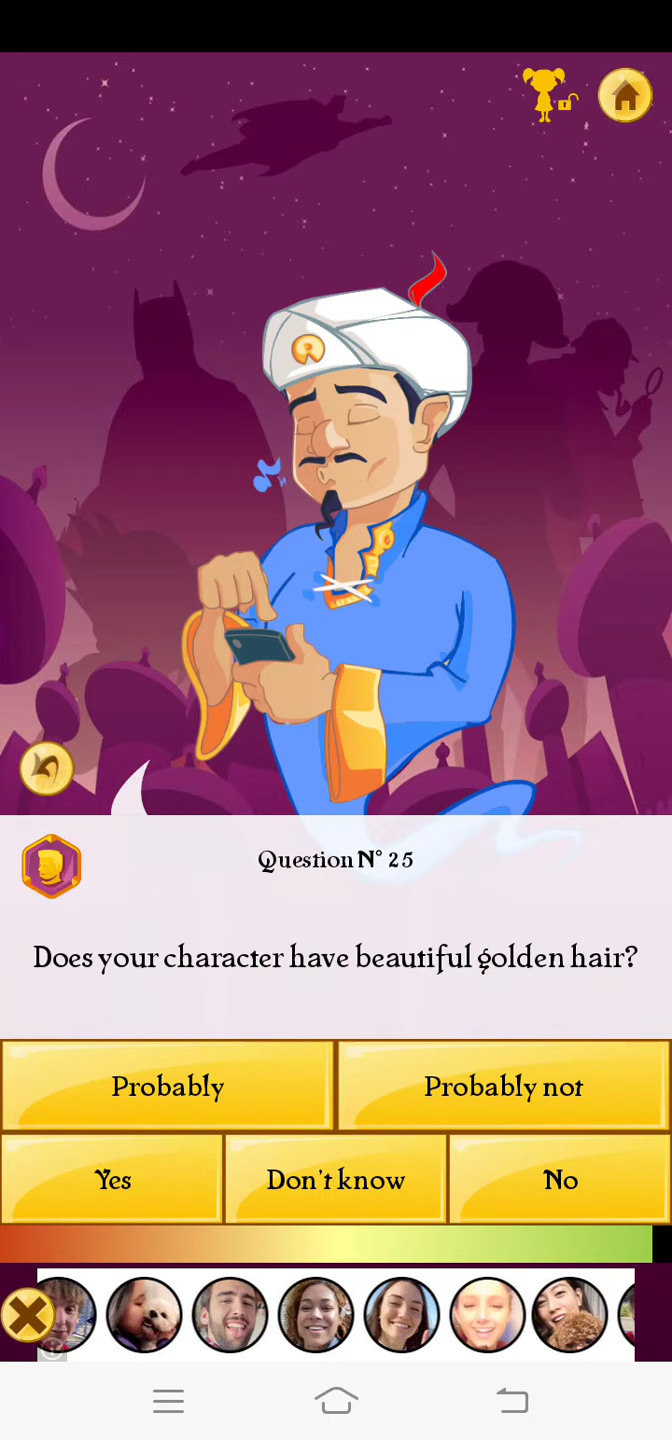 Question N° 25
Does your character have beautiful golden hair?
Probably
Probably not
Yes
Don't know
No